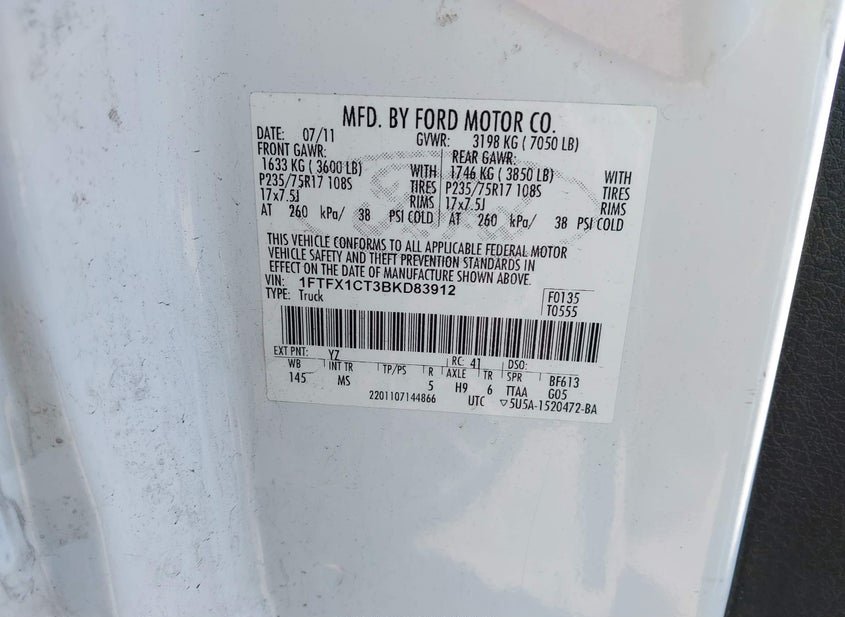 MFD. BY FORD MOTOR CO.
DATE: 07/11 GVWR: 3198 KG ( 7050 LB)
FRONT GAWR: REAR GAWR:
1633 KG ( 3600 LB) WITH 1746 KG ( 3850 LB) WITH
P235/75R17 108S TIRES P235/75R17 108S TIRES
17x7.5J RIMS 17x7.5J RIMS
AT 260 kPa/ 38 PSI COLD AT 260 kPa/ 38 PSI COLD
THIS VEHICLE CONFORMS TO ALL APPLICABLE FEDERAL MOTOR
VEHICLE SAFETY AND THEFT PREVENTION STANDARDS IN
EFFECT ON THE DATE OF MANUFACTURE SHOWN ABOVE.
VIN: 1FTFX1CT3BKD83912 F0135
TYPE: Truck T0555
EXT PNT: YZ RC: 41 DSO:
WB INT TR TP/PS R AXLE TR SPR BF613
145 MS 5 H9 6 TTAA G05
2201107144866 UTC ▽5U5A-1520472-BA